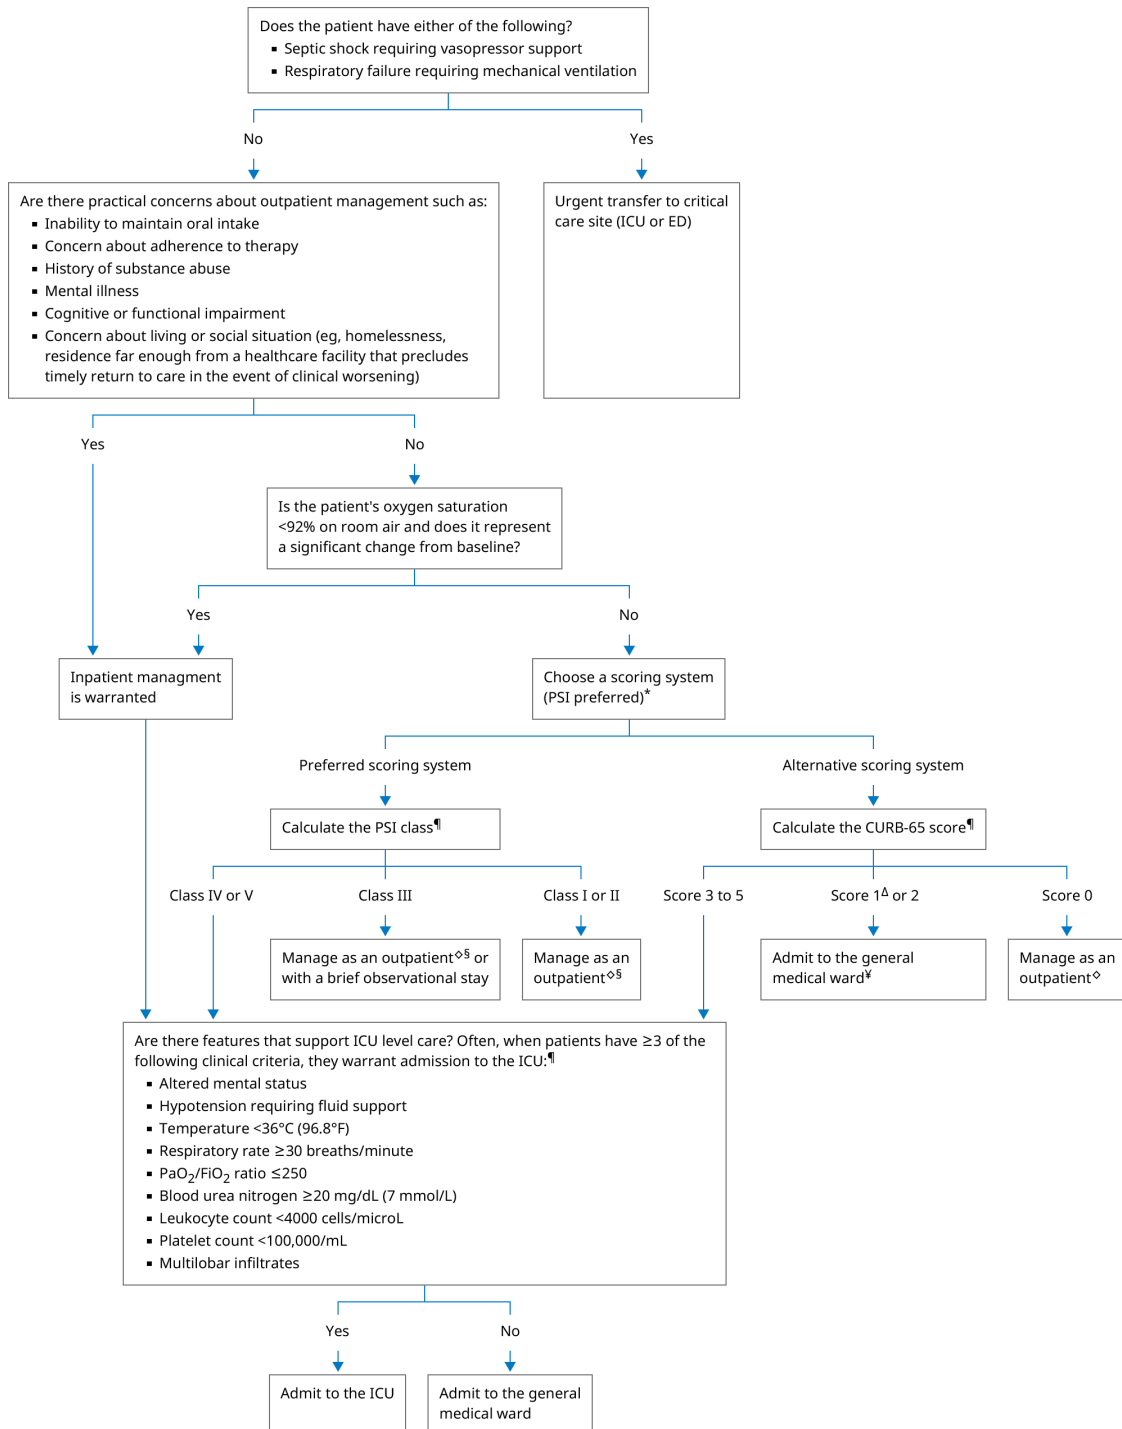 Does the patient have either of the following?
▪ Septic shock requiring vasopressor support
▪ Respiratory failure requiring mechanical ventilation
No
Yes
Are there practical concerns about outpatient management such as:
▪ Inability to maintain oral intake
▪ Concern about adherence to therapy
▪ History of substance abuse
▪ Mental illness
▪ Cognitive or functional impairment
▪ Concern about living or social situation (eg, homelessness,
residence far enough from a healthcare facility that precludes
timely return to care in the event of clinical worsening)
Urgent transfer to critical
care site (ICU or ED)
Yes
No
Is the patient's oxygen saturation
<92% on room air and does it represent
a significant change from baseline?
Yes
No
Inpatient managment
is warranted
Choose a scoring system
(PSI preferred)*
Preferred scoring system
Alternative scoring system
Calculate the PSI class¶
Calculate the CURB-65 score¶
Class IV or V
Class III
Class I or II
Score 3 to 5
Score 1Δ or 2
Score 0
Manage as an outpatient◇§ or
with a brief observational stay
Manage as an
outpatient◇§
Admit to the general
medical ward¥
Manage as an
outpatient◇
Are there features that support ICU level care? Often, when patients have ≥3 of the
following clinical criteria, they warrant admission to the ICU:¶
▪ Altered mental status
▪ Hypotension requiring fluid support
▪ Temperature <36°C (96.8°F)
▪ Respiratory rate ≥30 breaths/minute
▪ PaO2/FiO2 ratio ≤250
▪ Blood urea nitrogen ≥20 mg/dL (7 mmol/L)
▪ Leukocyte count <4000 cells/microL
▪ Platelet count <100,000/mL
▪ Multilobar infiltrates
Yes
No
Admit to the ICU
Admit to the general
medical ward